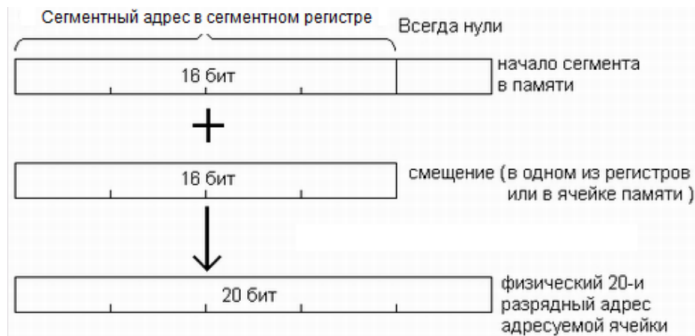 Сегментный адрес в сегментном регистре
Всегда нули
16 бит
начало сегмента
в памяти
+
16 бит
смещение (в одном из регистров
или в ячейке памяти )
20 бит
физический 20-и
разрядный адрес
адресуемой ячейки